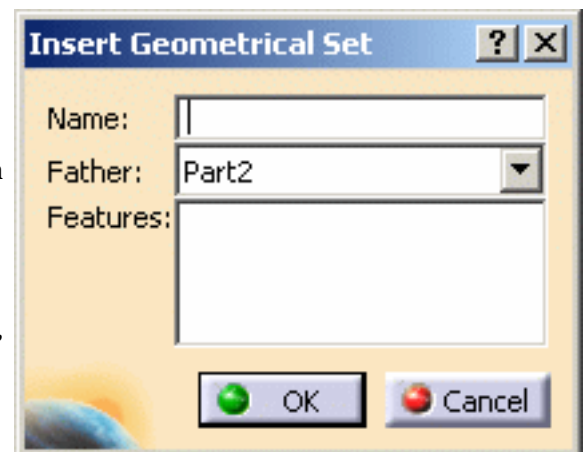 Insert Geometrical Set
Name:
Father: Part2
Features:
OK Cancel